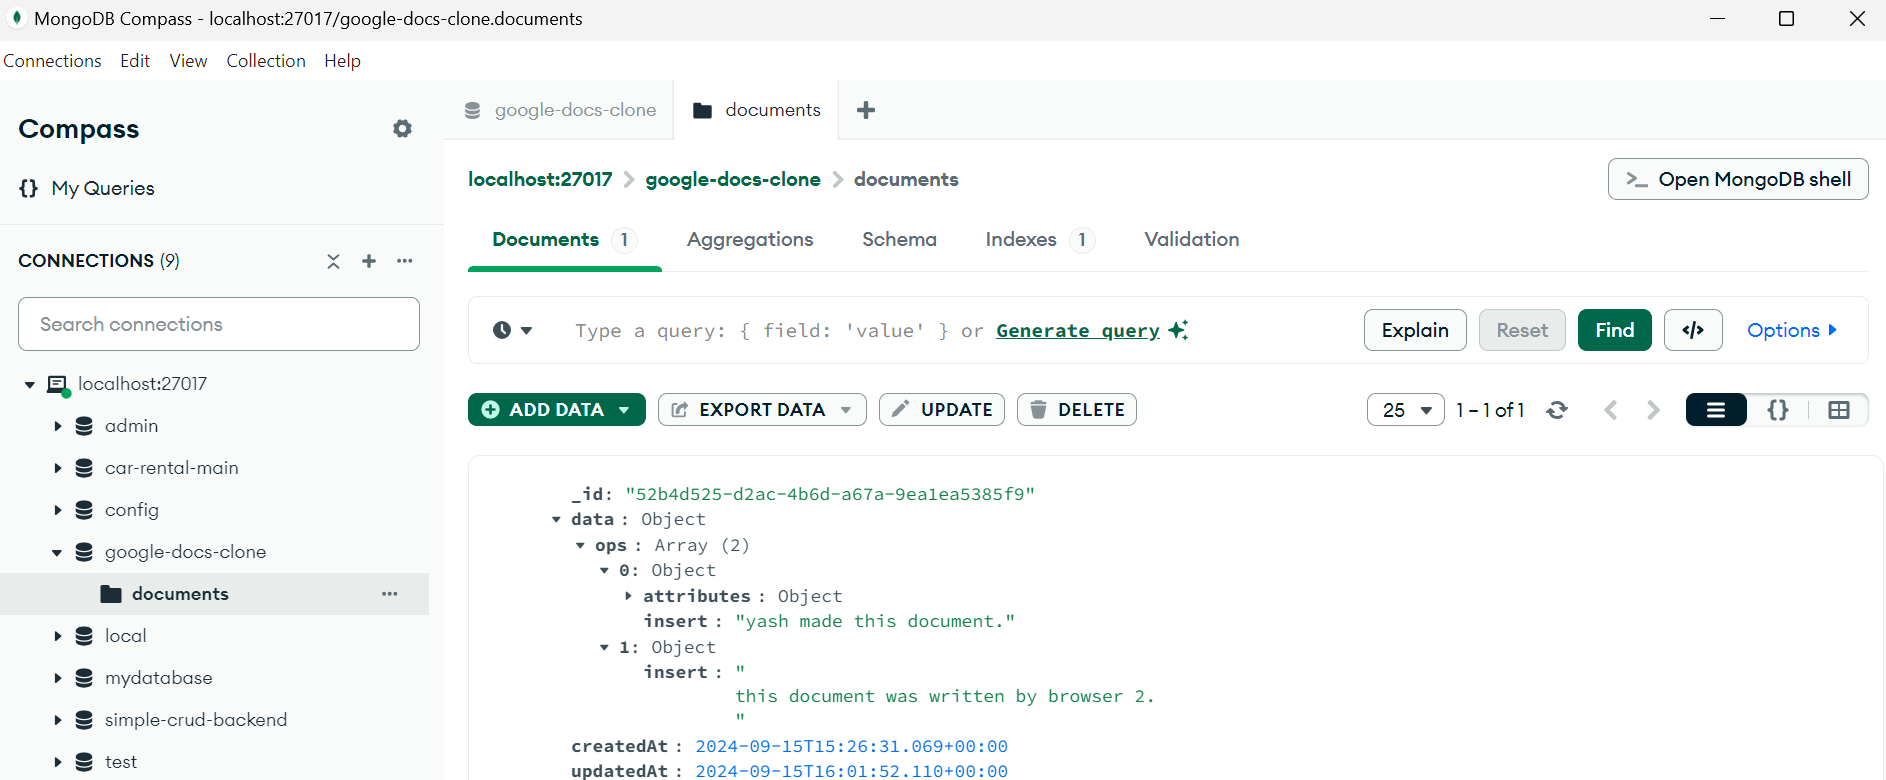 MongoDB Compass - localhost:27017/google-docs-clone.documents
Connections Edit View Collection Help
Compass
My Queries
CONNECTIONS (9)
Search connections
localhost:27017
admin
car-rental-main
config
google-docs-clone
documents
local
mydatabase
simple-crud-backend
test
google-docs-clone
documents
localhost:27017 > google-docs-clone > documents
>_ Open MongoDB shell
Documents 1 Aggregations Schema Indexes 1 Validation
Type a query: { field: 'value' } or Generate query
Explain Reset Find </> Options
ADD DATA EXPORT DATA UPDATE DELETE
25 1 – 1 of 1 {}
_id: "52b4d525-d2ac-4b6d-a67a-9ea1ea5385f9"
data : Object
ops : Array (2)
0: Object
attributes : Object
insert : "yash made this document."
1: Object
insert : "
this document was written by browser 2.
"
createdAt : 2024-09-15T15:26:31.069+00:00
updatedAt : 2024-09-15T16:01:52.110+00:00